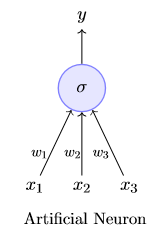 y
σ
w₁ w₂ w₃
x₁ x₂ x₃
Artificial Neuron